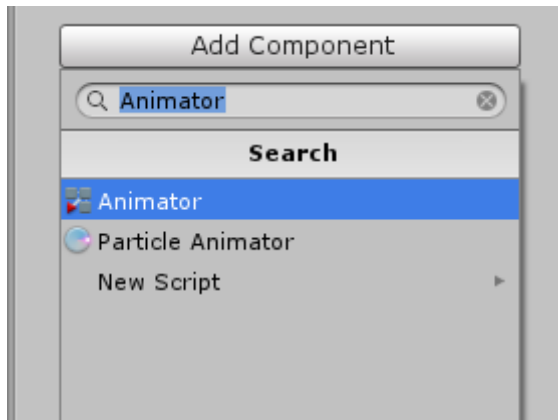 Add Component
Animator
Search
Animator
Particle Animator
New Script